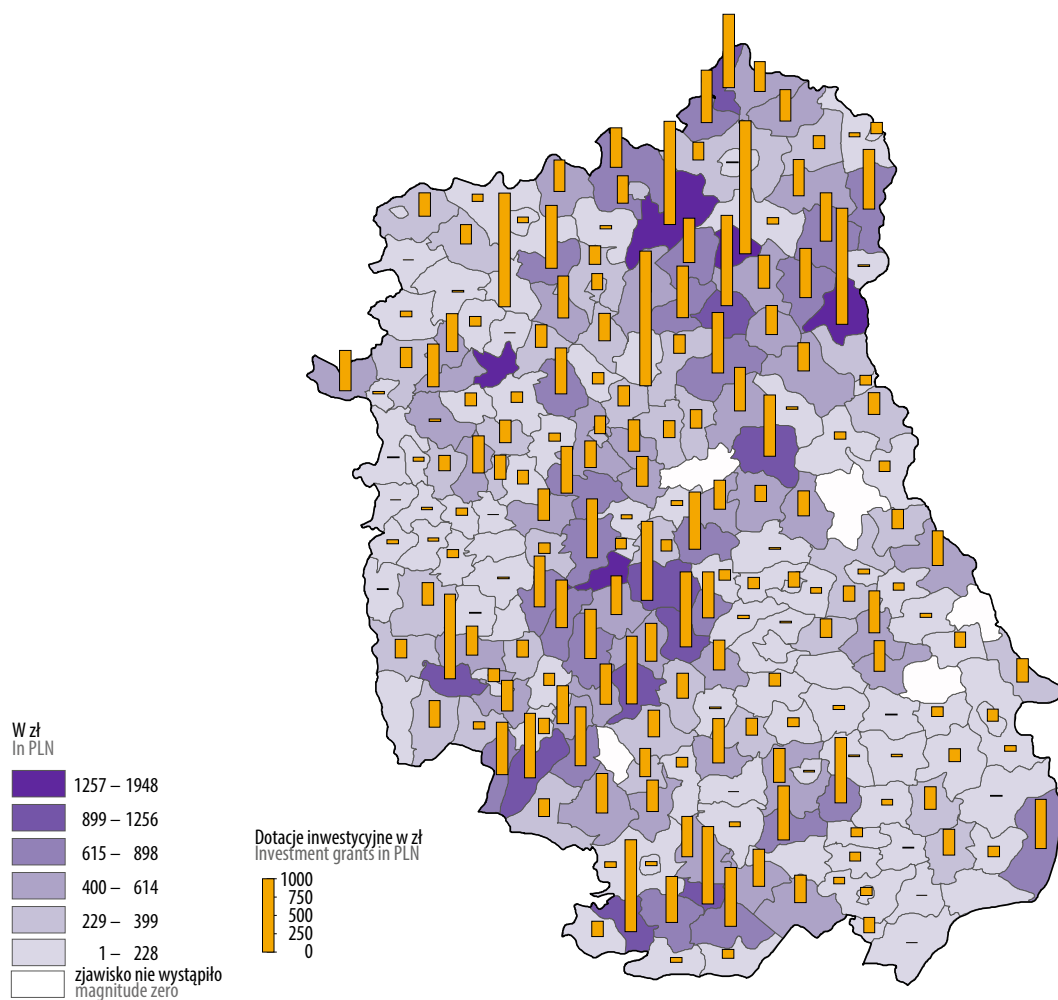 W zł
In PLN
1257 – 1948
899 – 1256
615 – 898
400 – 614
229 – 399
1 – 228
zjawisko nie wystąpiło
magnitude zero
Dotacje inwestycyjne w zł
Investment grants in PLN
1000
750
500
250
0